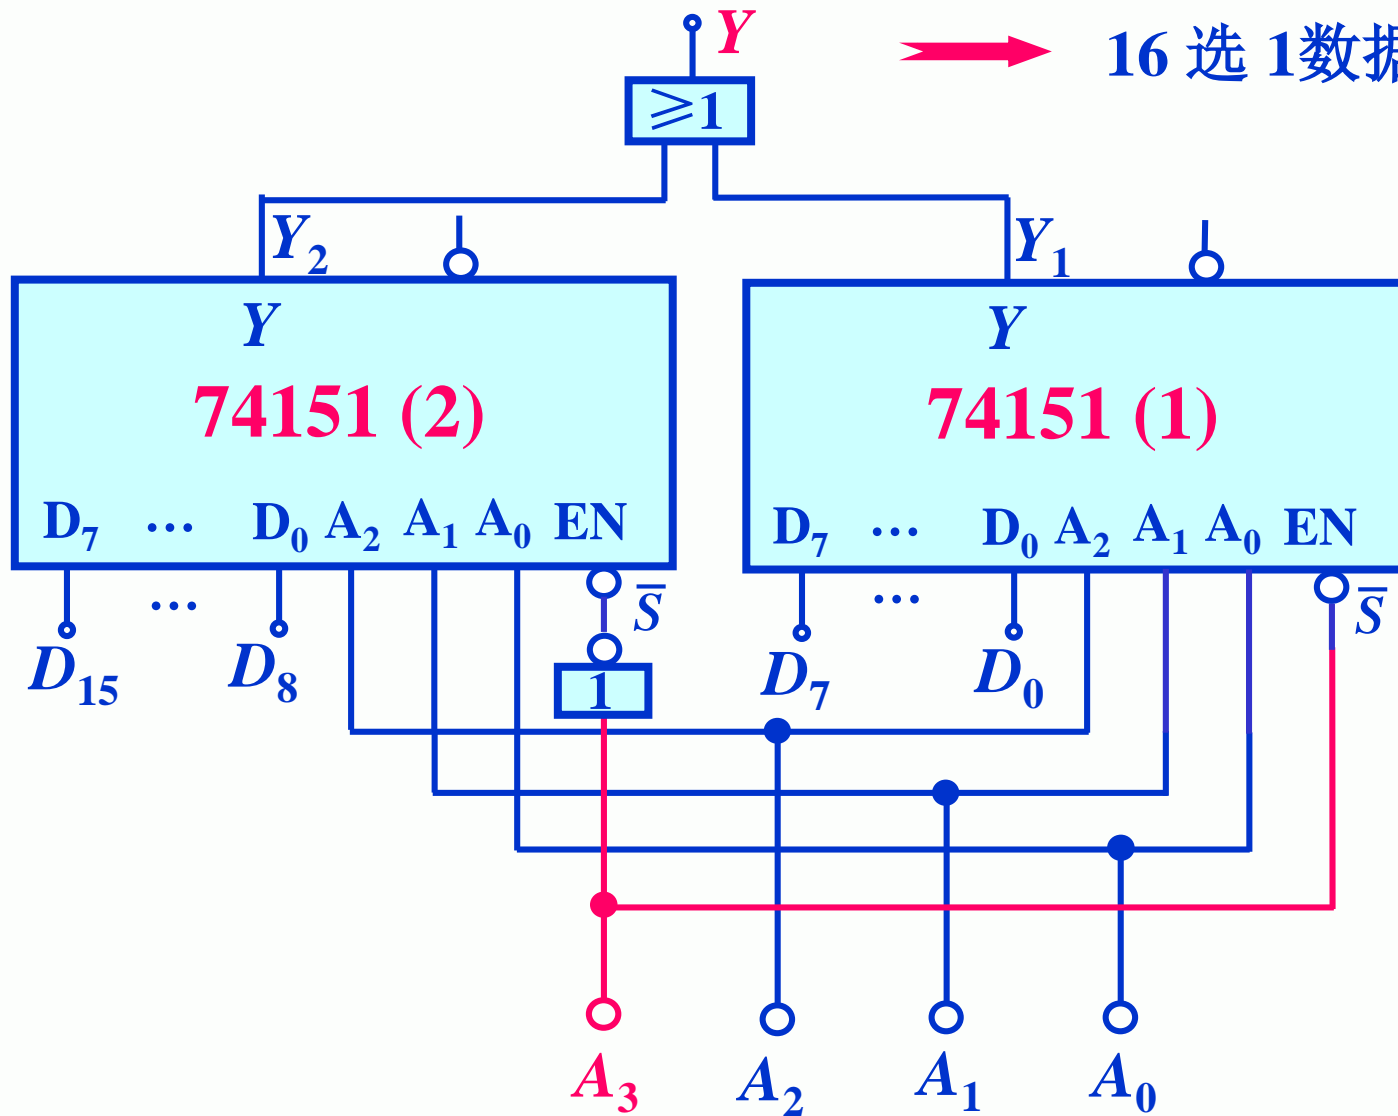 Y
16 选 1数据
≥1
Y₂
Y₁
Y
Y
74151 (2)
74151 (1)
D₇ … D₀ A₂ A₁ A₀ EN
D₇ … D₀ A₂ A₁ A₀ EN
… S̅
… S̅
D₁₅ D₈ 1
D₇ D₀
A₃ A₂ A₁ A₀